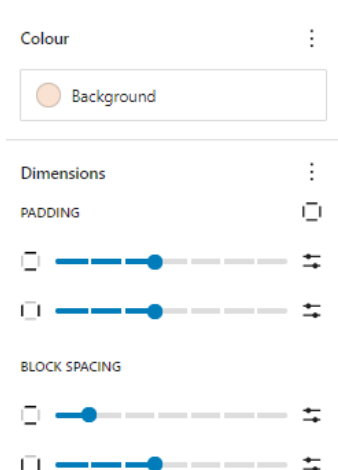 Colour
Background
Dimensions
PADDING
BLOCK SPACING